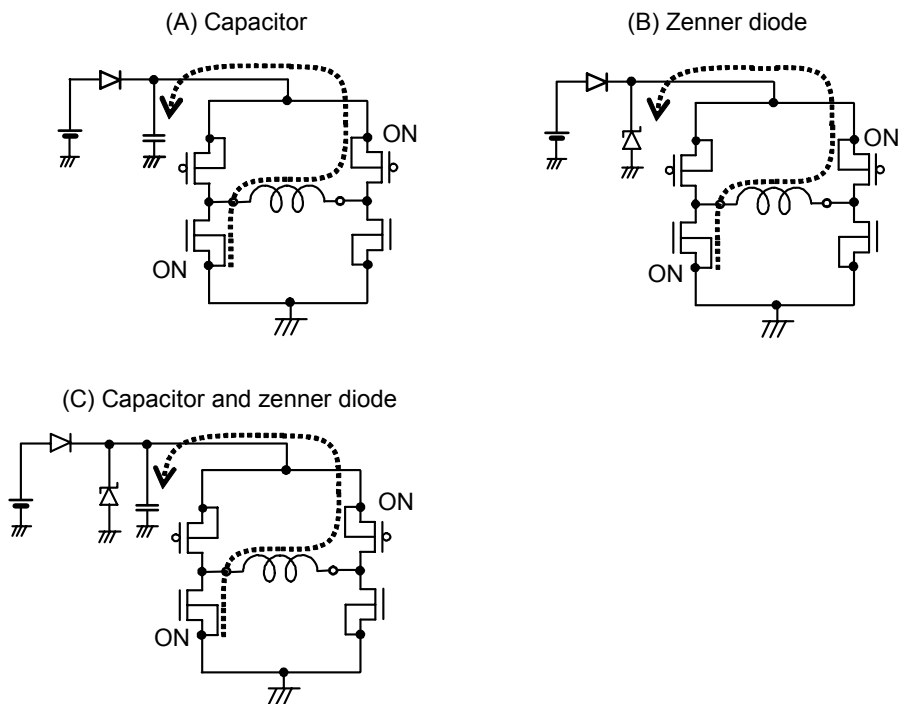 (A) Capacitor
ON
ON
(B) Zenner diode
ON
ON
(C) Capacitor and zenner diode
ON
ON